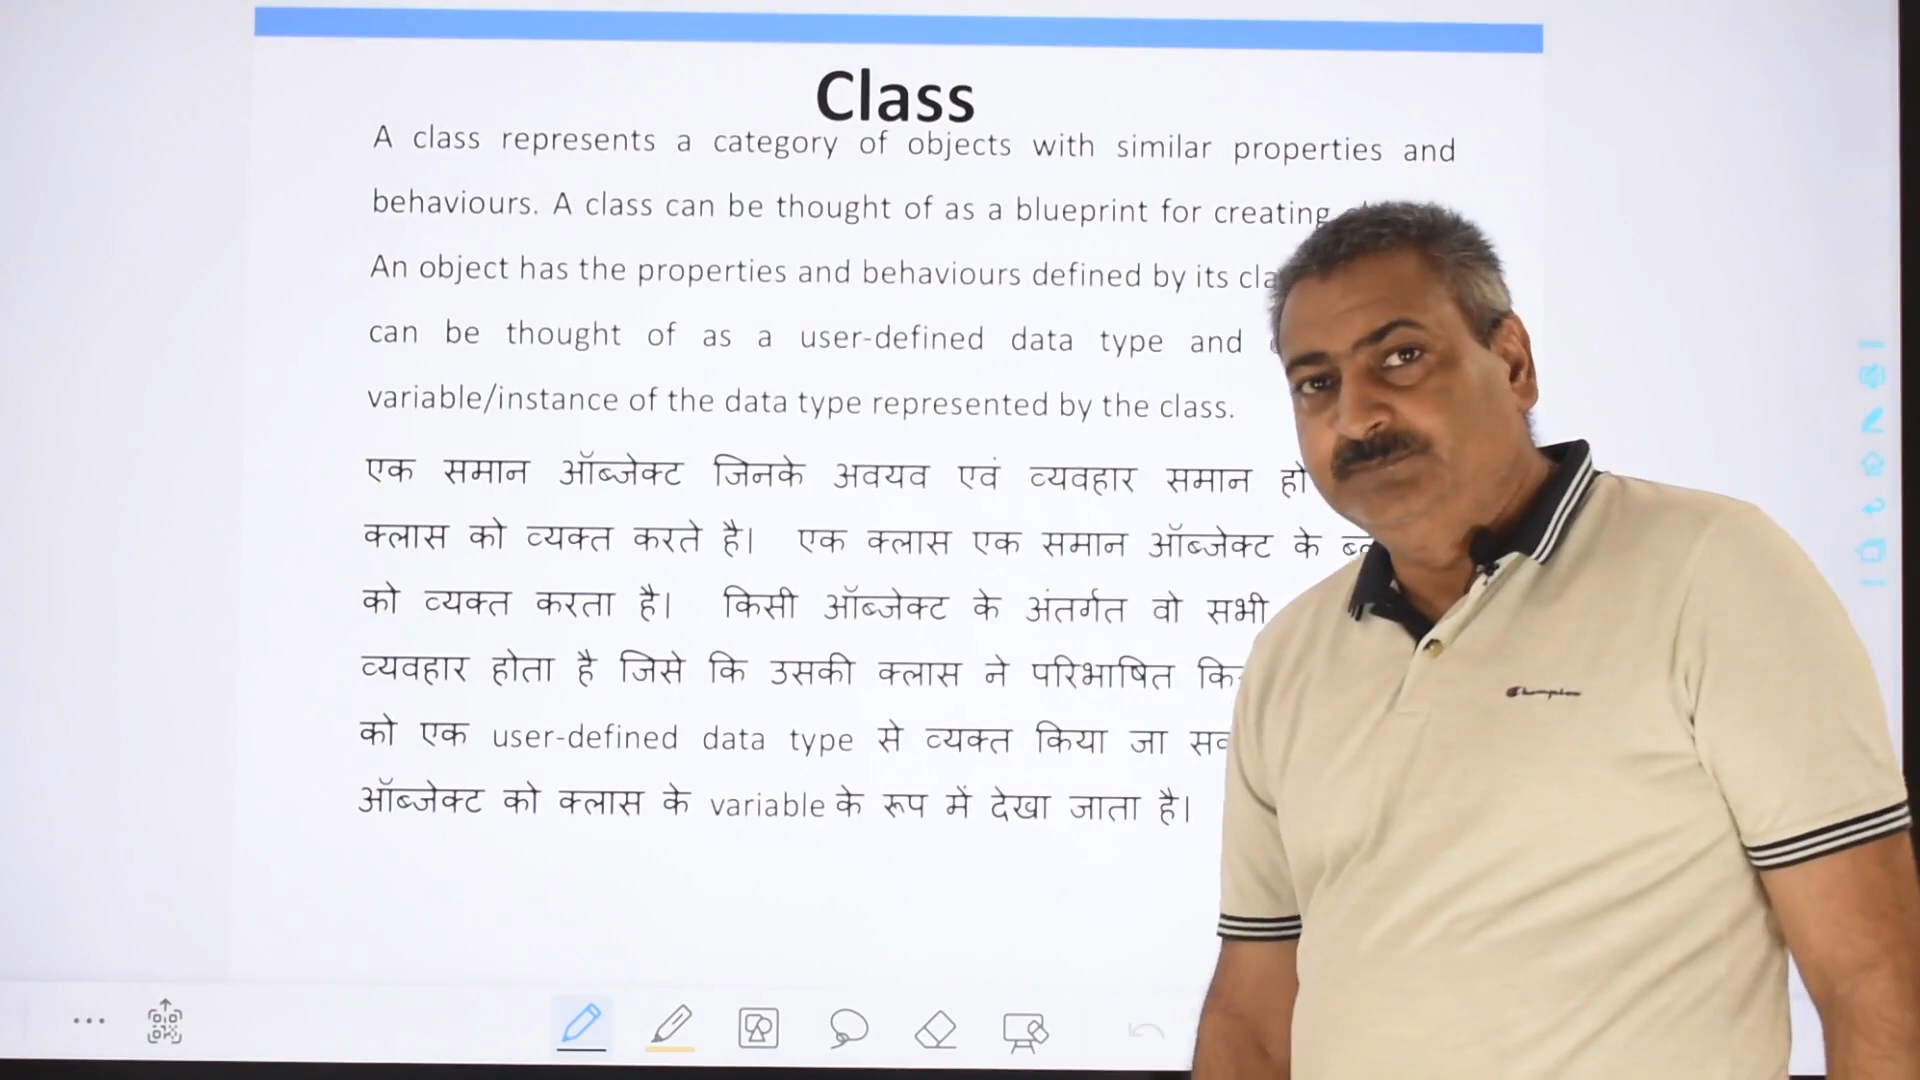 Class
A class represents a category of objects with similar properties and
behaviours. A class can be thought of as a blueprint for creating
An object has the properties and behaviours defined by its
can be thought of as a user-defined data type and
variable/instance of the data type represented by the class.
एक समान ऑब्जेक्ट जिनके अवयव एवं व्यवहार समान
क्लास को व्यक्त करते है। एक क्लास एक समान ऑब्जेक्ट के
को व्यक्त करता है। किसी ऑब्जेक्ट के अंतर्गत वो सभी
व्यवहार होता है जिसे कि उसकी क्लास ने परिभाषित
को एक user-defined data type से व्यक्त किया जा
ऑब्जेक्ट को क्लास के variable के रूप में देखा जाता है।
Champion